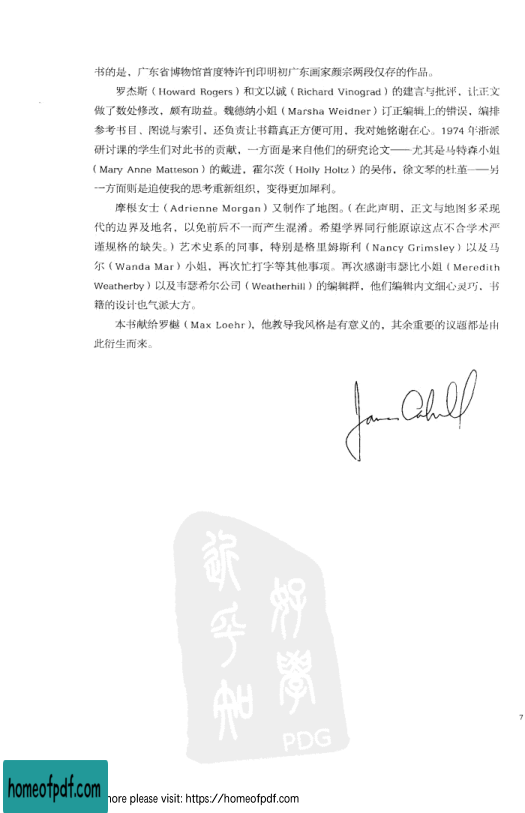 书的是，广东省博物馆首度特许刊印明初广东画家颜宗两段仅存的作品。
罗杰斯（Howard Rogers）和文以诚（Richard Vinograd）的建言与批评，让正文
做了数处修改，颇有助益。魏德纳小姐（Marsha Weidner）订正编辑上的错误，编排
参考书目、图说与索引，还负责让书籍真正方便可用，我对她铭谢在心。1974 年浙派
研讨课的学生们对此书的贡献，一方面是来自他们的研究论文——尤其是马特森小姐
（Mary Anne Matteson）的戴进，霍尔茨（Holly Holtz）的吴伟，徐文琴的杜堇——另
一方面则是迫使我的思考重新组织，变得更加犀利。
摩根女士（Adrienne Morgan）又制作了地图。（在此声明，正文与地图多采现
代的边界及地名，以免前后不一而产生混淆。希望学界同行能原谅这点不合学术严
谨规格的缺失。）艺术史系的同事，特别是格里姆斯利（Nancy Grimsley）以及马
尔（Wanda Mar）小姐，再次忙打字等其他事项。再次感谢韦瑟比小姐（Meredith
Weatherby）以及韦瑟希尔公司（Weatherhill）的编辑群，他们编辑内文细心灵巧，书
籍的设计也气派大方。
本书献给罗樾（Max Loehr），他教导我风格是有意义的，其余重要的议题都是由
此衍生而来。
James Cahill
好學
近乎知
PDG
7
homeofpdf.com
more please visit: https://homeofpdf.com